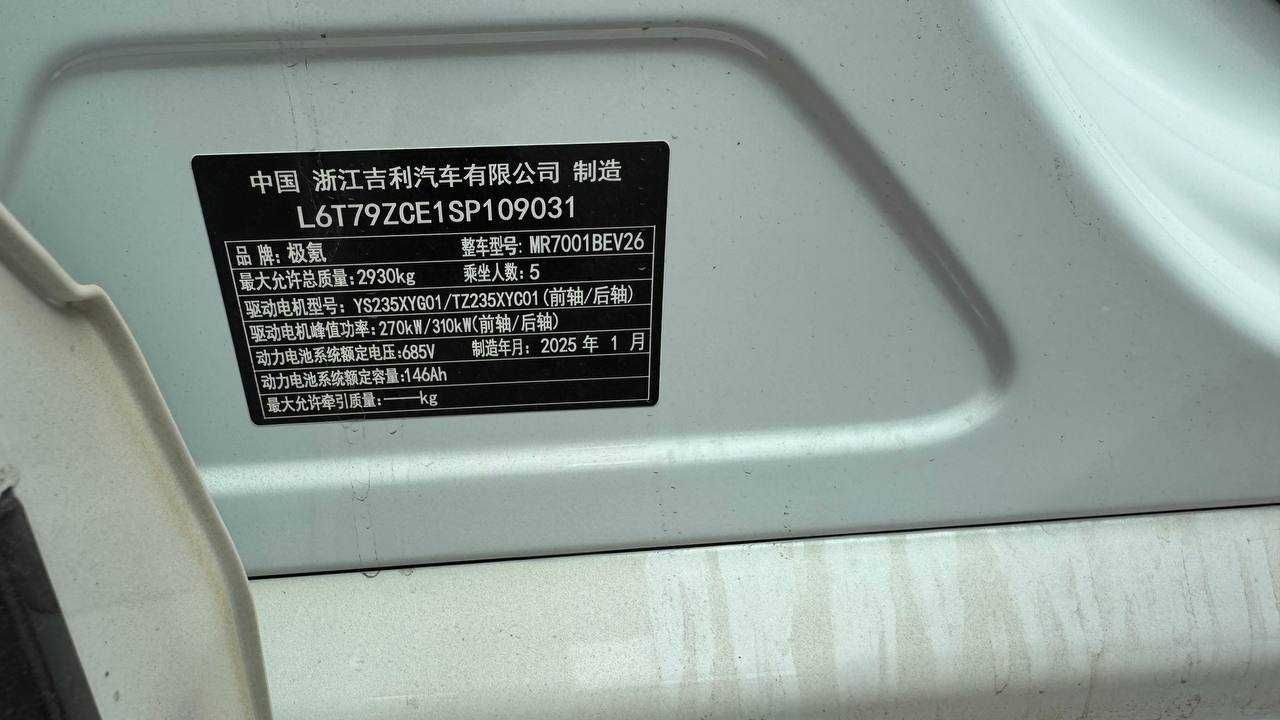 中国 浙江吉利汽车有限公司 制造
L6T79ZCE1SP109031
品牌:极氪 整车型号:MR7001BEV26
最大允许总质量:2930kg 乘坐人数:5
驱动电机型号:YS235XYG01/TZ235XYC01(前轴/后轴)
驱动电机峰值功率:270kW/310kW(前轴/后轴)
动力电池系统额定电压:685V 制造年月:2025年 1 月
动力电池系统额定容量:146Ah
最大允许牵引质量:——kg